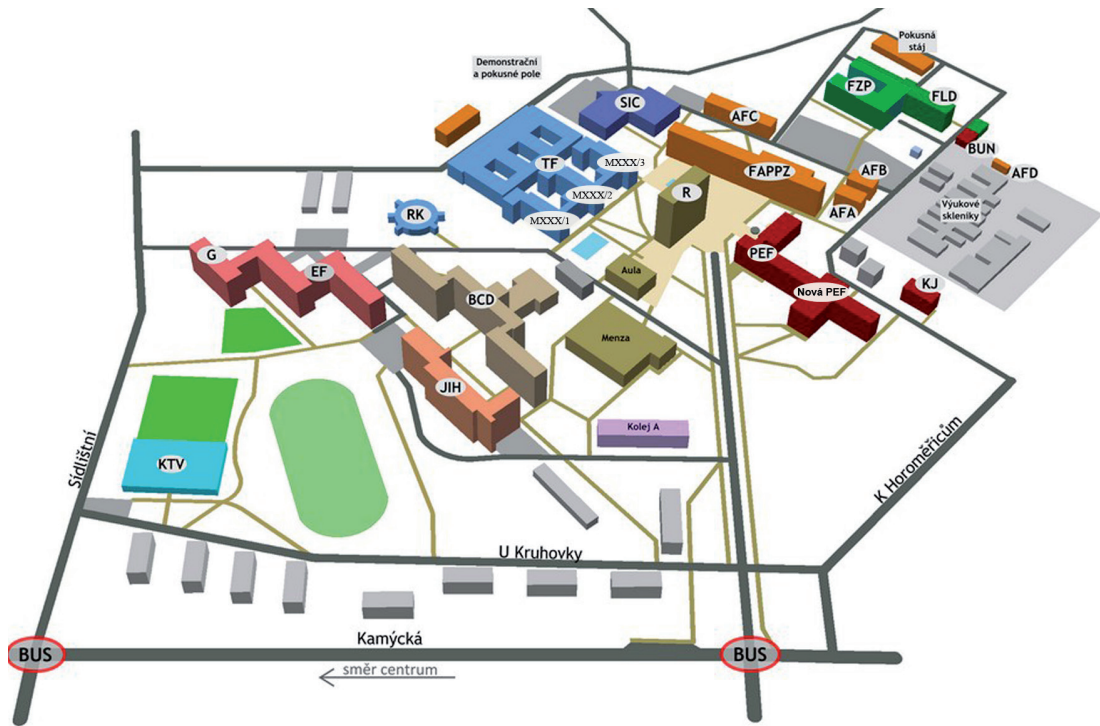 Pokusná
stáj
Demonstrační
a pokusné pole
FZP
FLD
SIC
AFC
BUN
TF
MXXX/3
FAPPZ
AFB
AFD
R
MXXX/2
AFA
Výukové
skleníky
RK
MXXX/1
G
PEF
EF
Aula
BCD
Nová PEF
KJ
Menza
JIH
Kolej A
KTV
Sídlištní
K Horoměřicům
U Kruhovky
Kamýcká
BUS
BUS
směr centrum